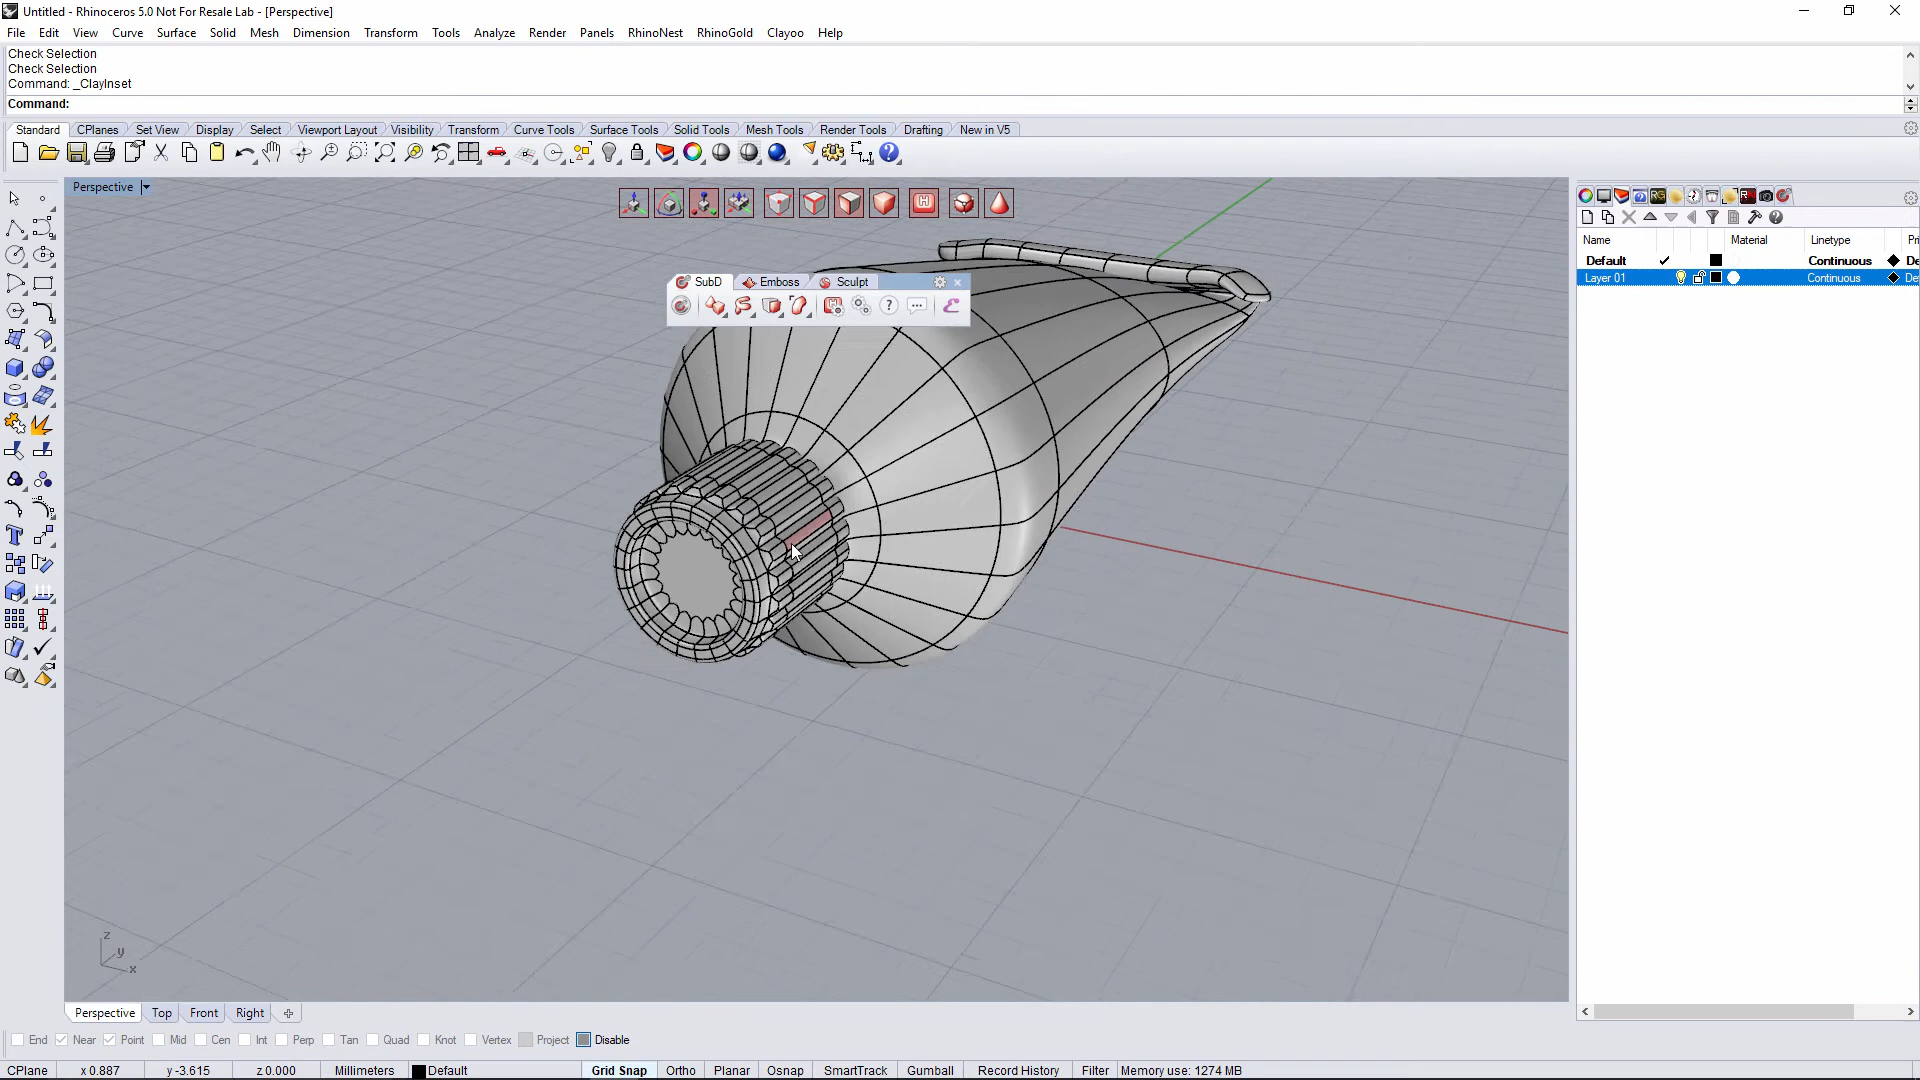 Untitled - Rhinoceros 5.0 Not For Resale Lab - [Perspective]
File Edit View Curve Surface Solid Mesh Dimension Transform Tools Analyze Render Panels RhinoNest RhinoGold Clayoo Help
Check Selection
Check Selection
Command: _ClayInset
Command:
Standard CPlanes Set View Display Select Viewport Layout Visibility Transform Curve Tools Surface Tools Solid Tools Mesh Tools Render Tools Drafting New in V5
Perspective
SubD Emboss Sculpt
Name Material Linetype Pri
Default Continuous De
Layer 01 Continuous De
z
y
x
Perspective Top Front Right
End Near Point Mid Cen Int Perp Tan Quad Knot Vertex Project Disable
CPlane x 0.887 y -3.615 z 0.000 Millimeters Default Grid Snap Ortho Planar Osnap SmartTrack Gumball Record History Filter Memory use: 1274 MB